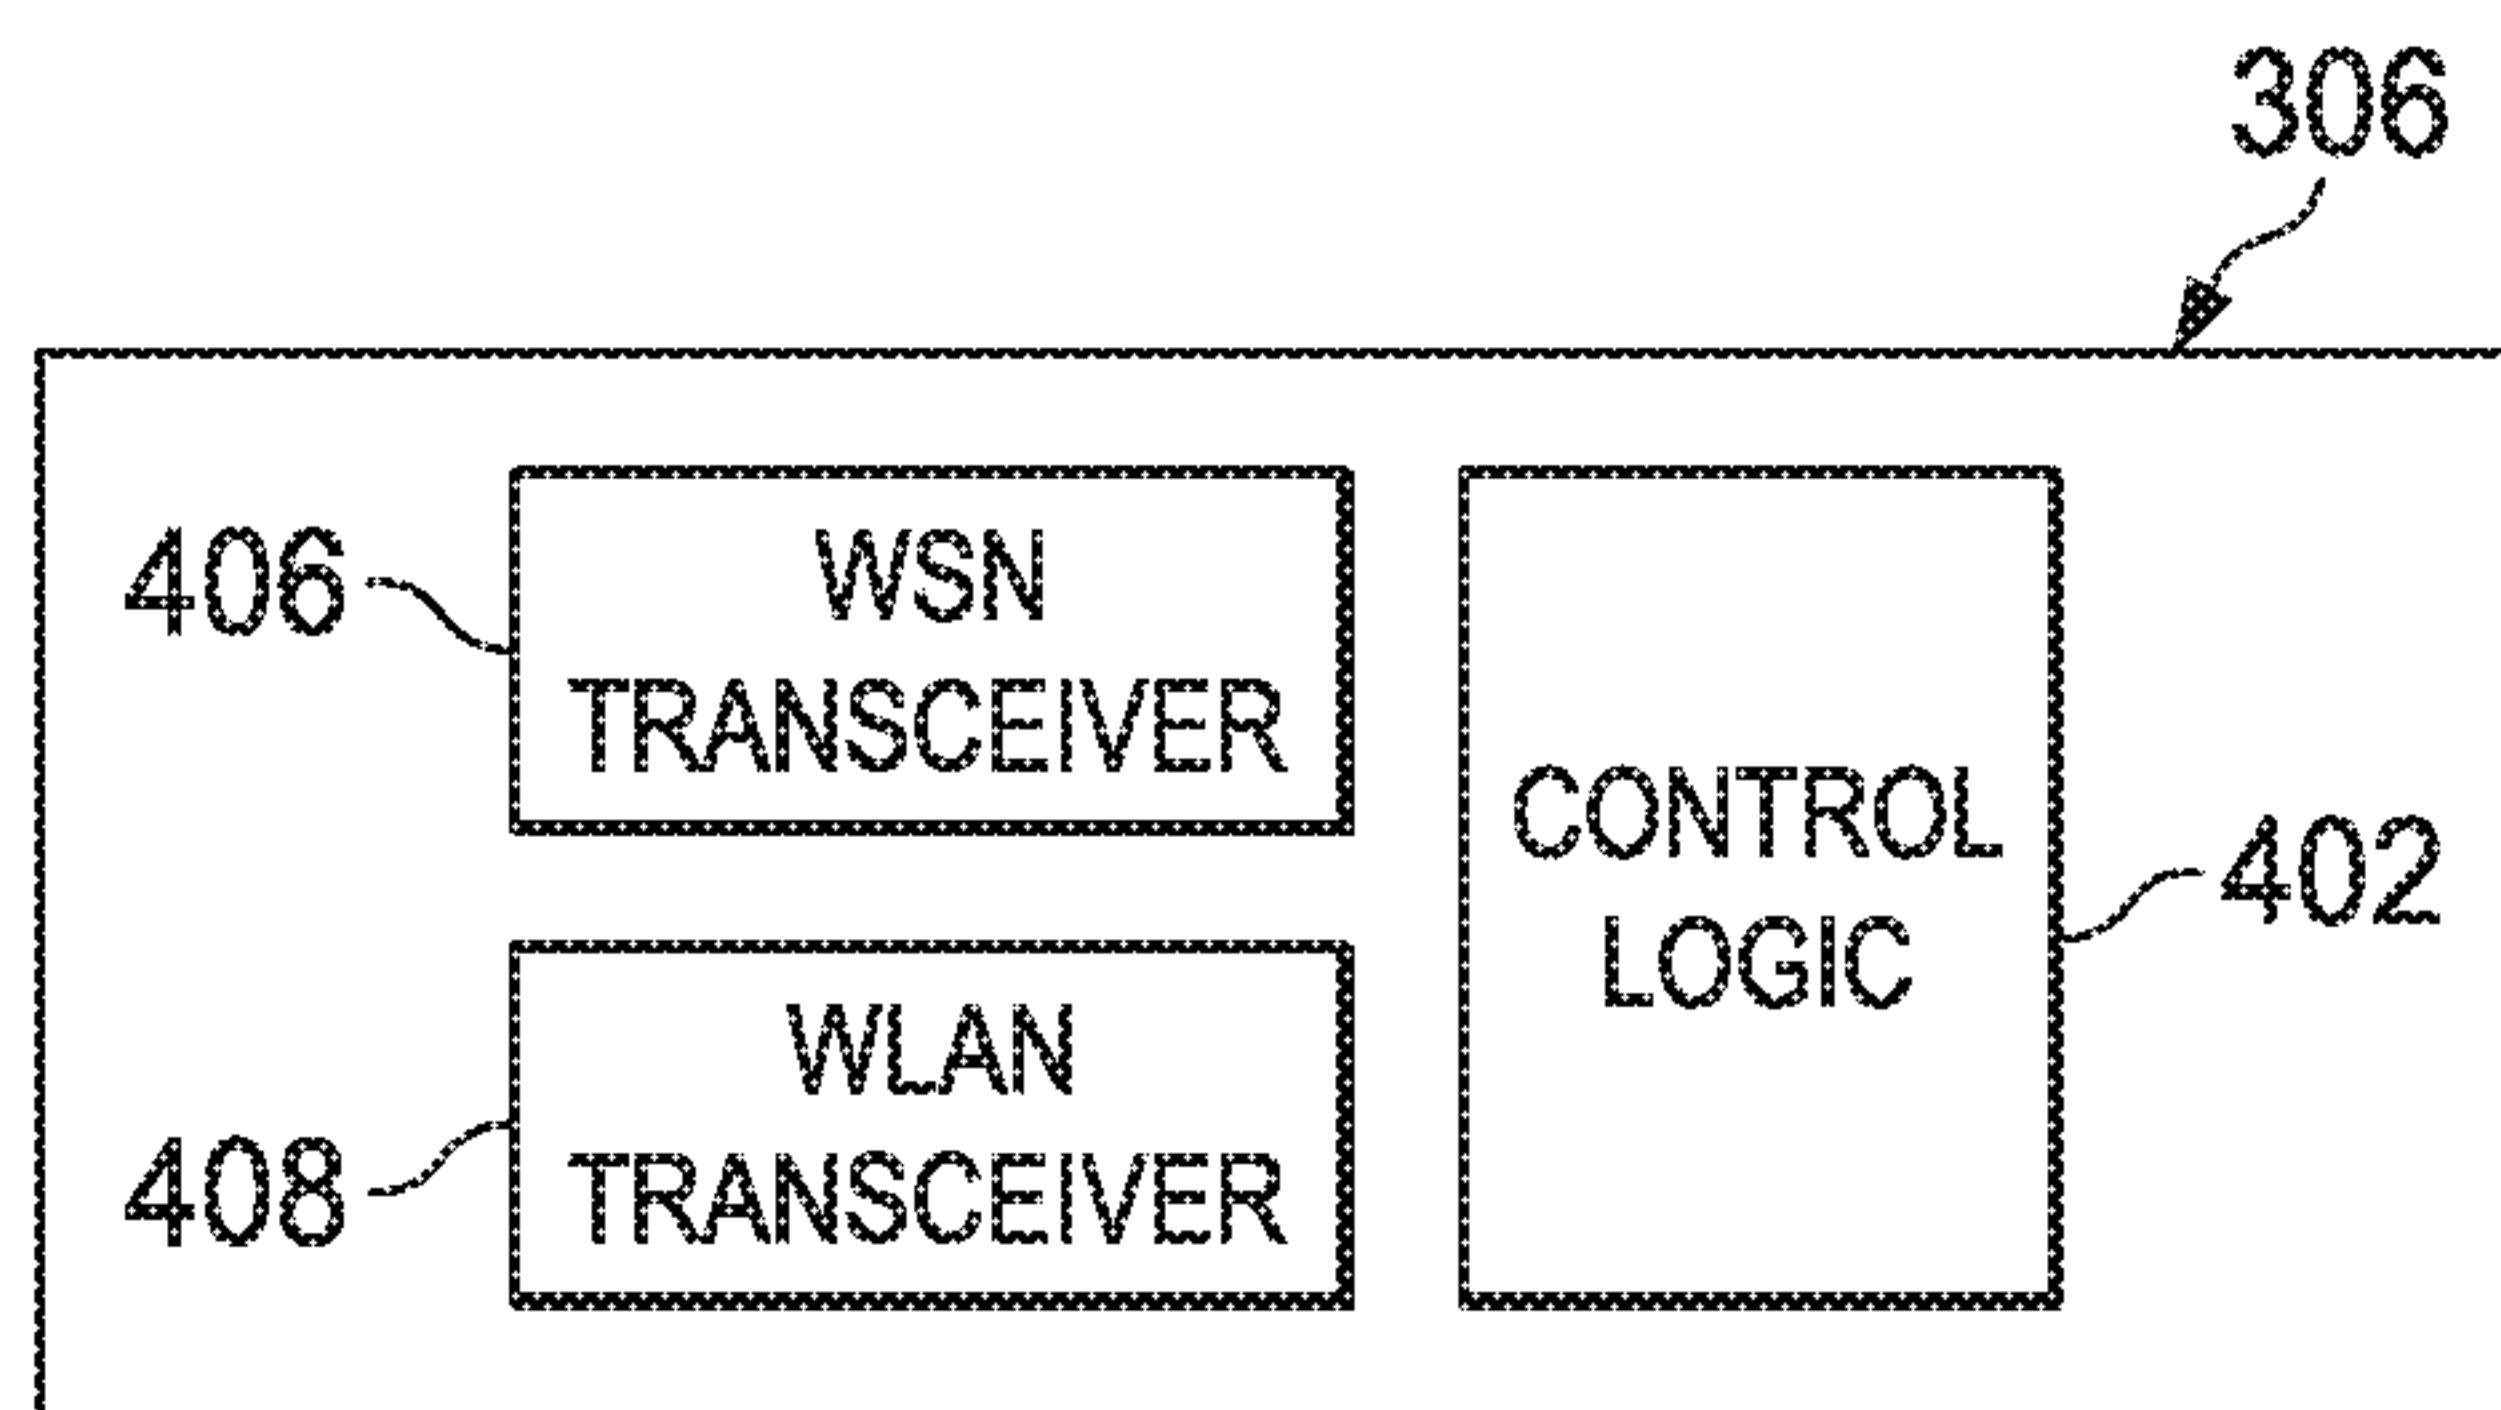 306
406
WSN
TRANSCEIVER
CONTROL
LOGIC
402
WLAN
TRANSCEIVER
408